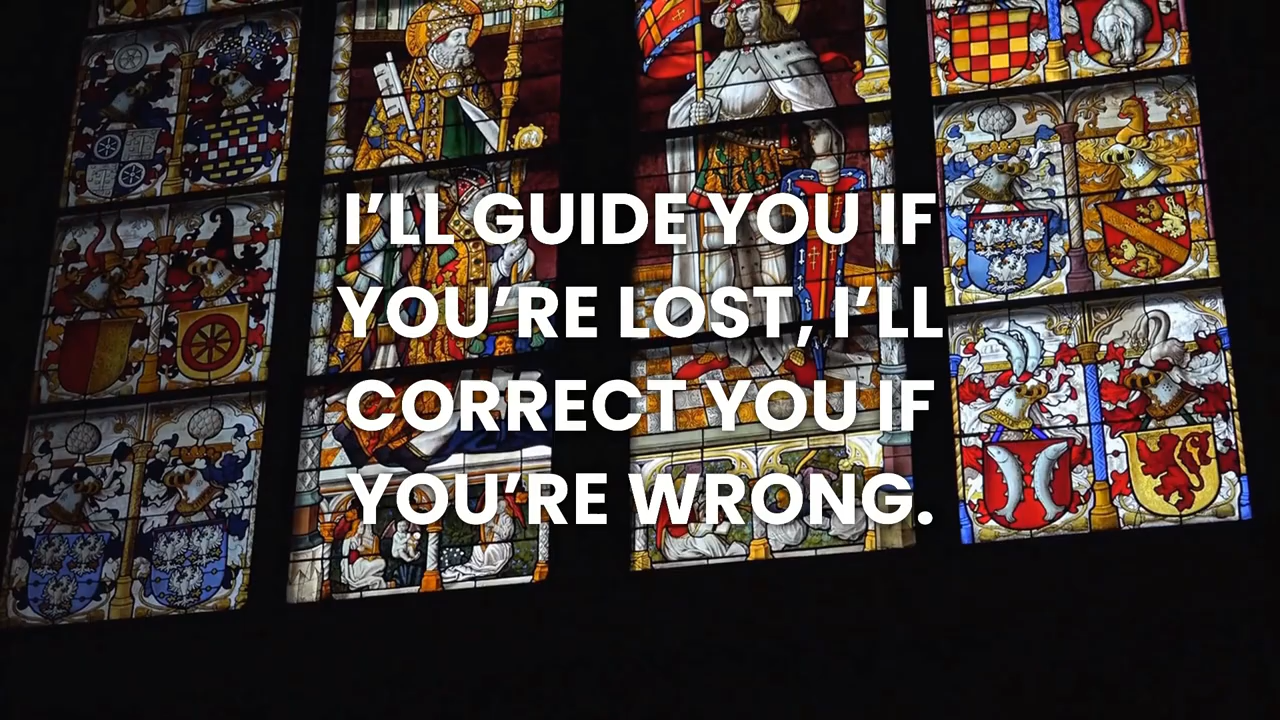 I’LL GUIDE YOU IF
YOU’RE LOST, I’LL
CORRECT YOU IF
YOU’RE WRONG.